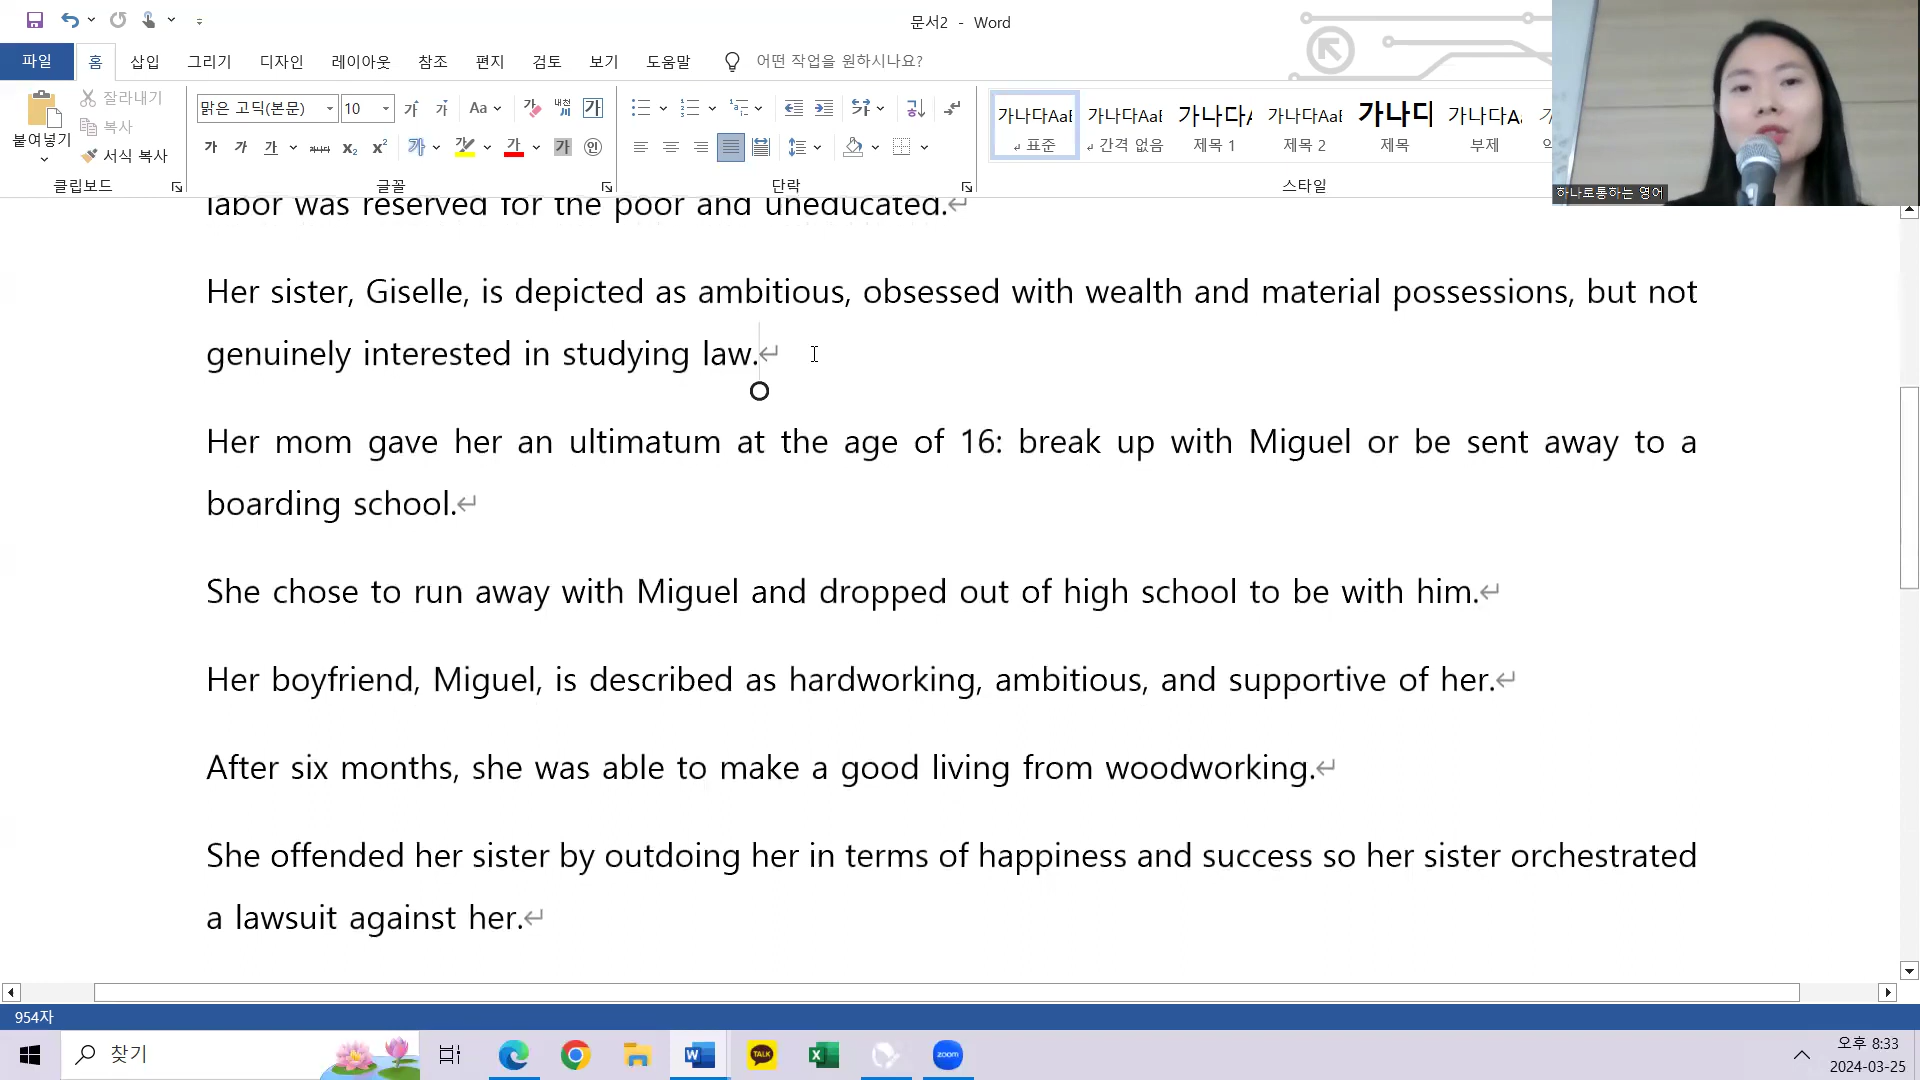 문서2 - Word
파일 홈 삽입 그리기 디자인 레이아웃 참조 편지 검토 보기 도움말 어떤 작업을 원하시나요?
붙여넣기
잘라내기
복사
서식 복사
클립보드
맑은 고딕(본문) 10
글꼴
단락
가나다AaB 표준
가나다AaB 간격 없음
가나다 제목 1
가나다AaB 제목 2
가나다 제목
가나다Aa 부제
스타일
하나로통하는 영어
labor was reserved for the poor and uneducated.
Her sister, Giselle, is depicted as ambitious, obsessed with wealth and material possessions, but not
genuinely interested in studying law.
Her mom gave her an ultimatum at the age of 16: break up with Miguel or be sent away to a
boarding school.
She chose to run away with Miguel and dropped out of high school to be with him.
Her boyfriend, Miguel, is described as hardworking, ambitious, and supportive of her.
After six months, she was able to make a good living from woodworking.
She offended her sister by outdoing her in terms of happiness and success so her sister orchestrated
a lawsuit against her.
954자
찾기
TALK
zoom
오후 8:33
2024-03-25